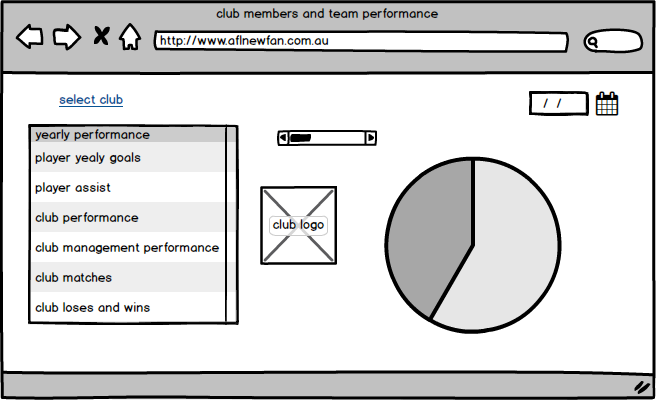 club members and team performance
http://www.aflnewfan.com.au
select club
/ /
yearly performance
player yealy goals
player assist
club performance
club management performance
club matches
club loses and wins
club logo